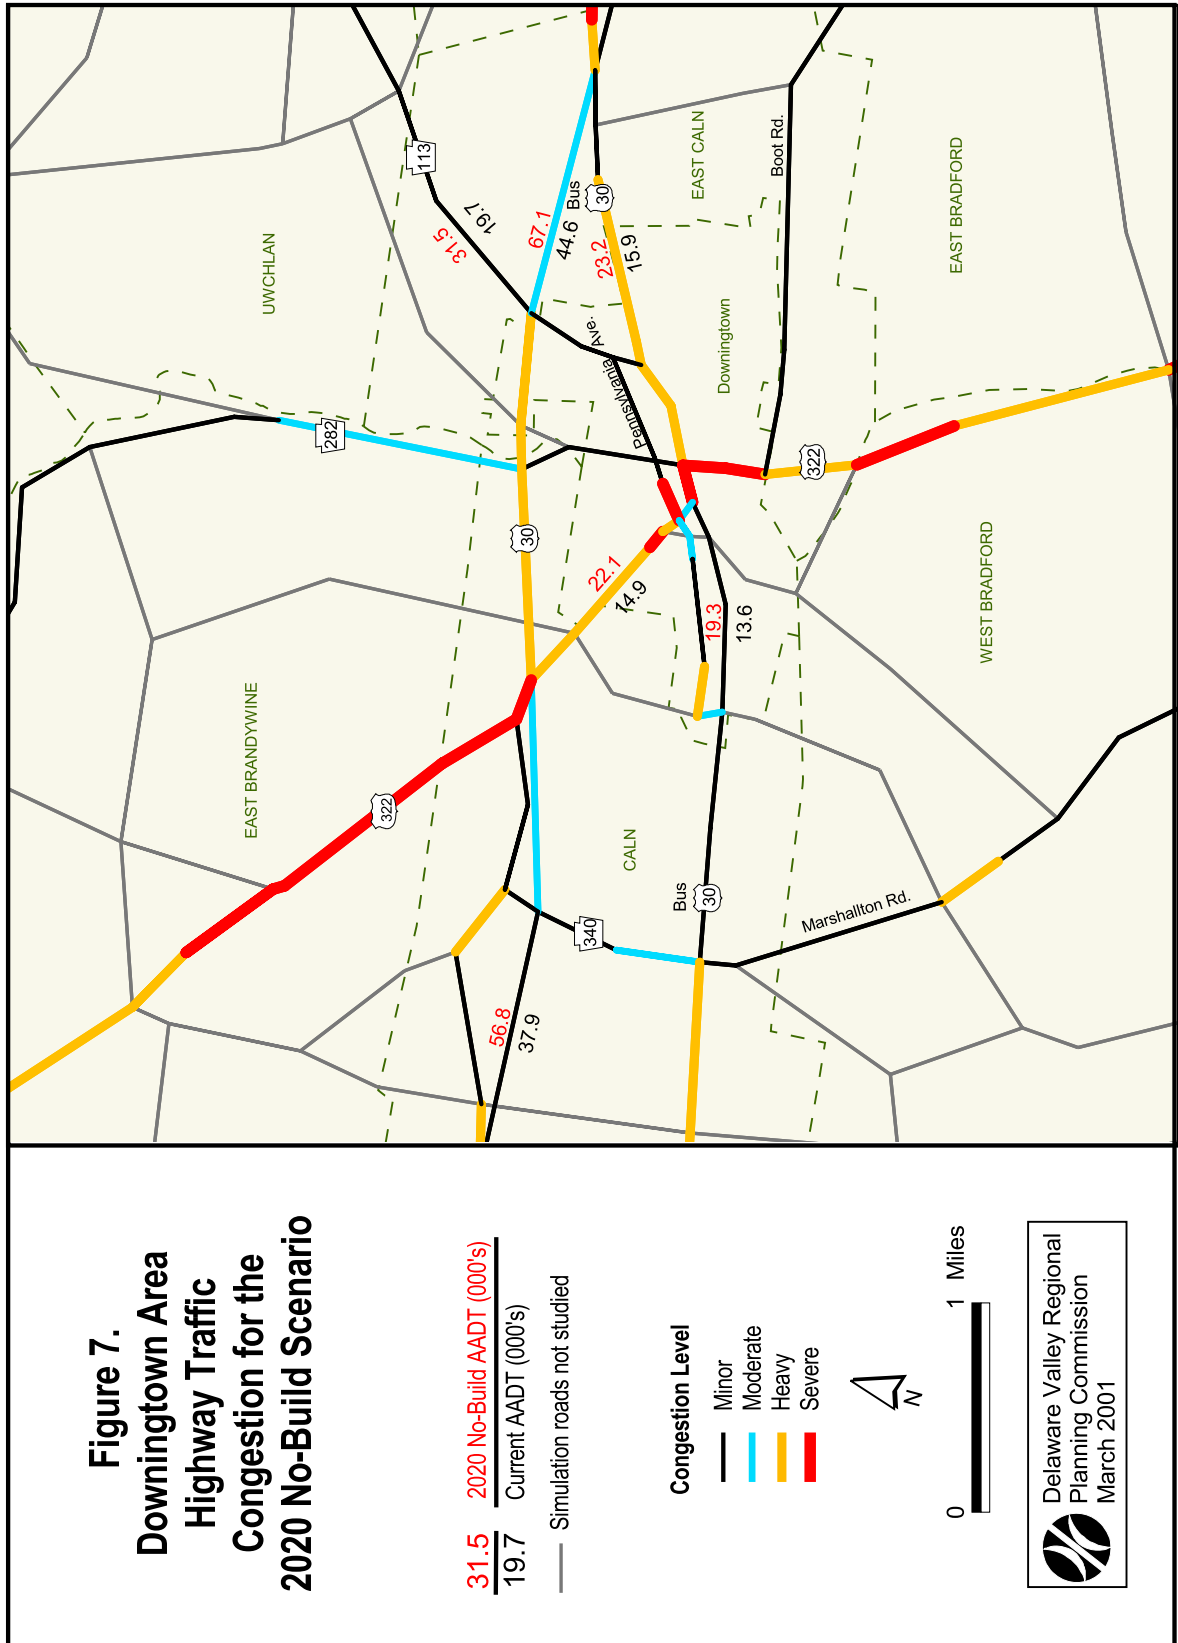 Figure 7.
Downingtown Area
Highway Traffic
Congestion for the
2020 No-Build Scenario
31.5 2020 No-Build AADT (000's)
19.7 Current AADT (000's)
Simulation roads not studied
Congestion Level
Minor
Moderate
Heavy
Severe
N
0 1 Miles
Delaware Valley Regional
Planning Commission
March 2001
UWCHLAN
EAST BRANDYWINE
CALN
EAST CALN
Downingtown
EAST BRADFORD
WEST BRADFORD
113
31.5
19.7
67.1
44.6
Bus
30
23.2
15.9
Boot Rd.
Pennsylvania Ave.
282
30
322
22.1
14.9
19.3
13.6
322
340
56.8
37.9
Bus
30
Marshallton Rd.